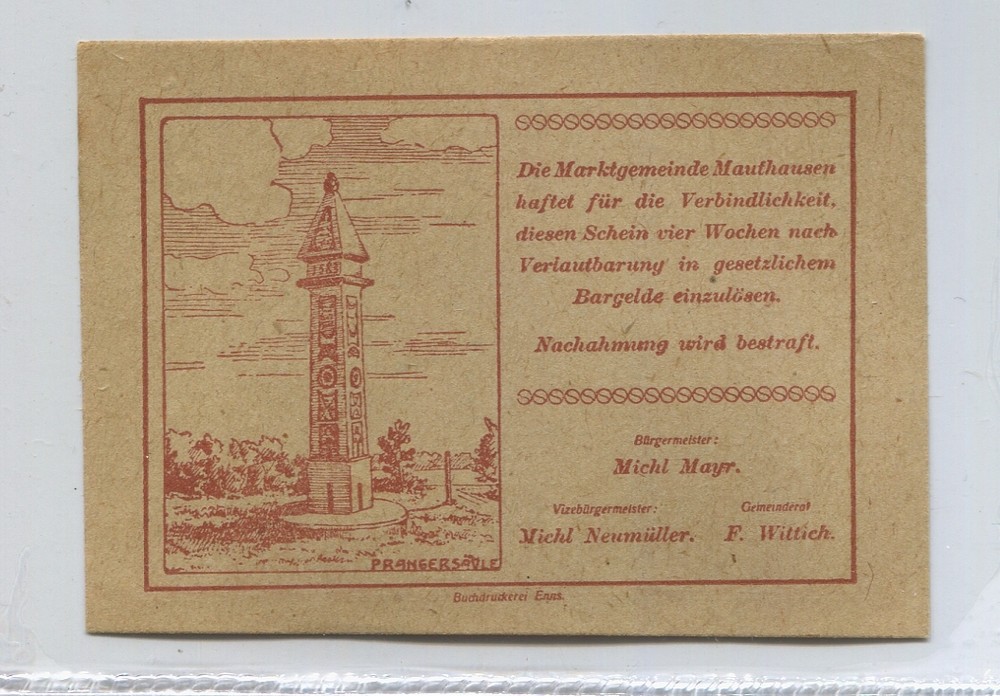 1583
PRANGERSÄULE
Die Marktgemeinde Mauthausen
haftet für die Verbindlichkeit,
diesen Schein vier Wochen nach
Verlautbarung in gesetzlichem
Bargelde einzulösen.
Nachahmung wird bestraft.
Bürgermeister:
Michl Mayr.
Vizebürgermeister: Gemeinderat
Michl Neumüller. F. Wittich.
Buchdruckerei Enns.